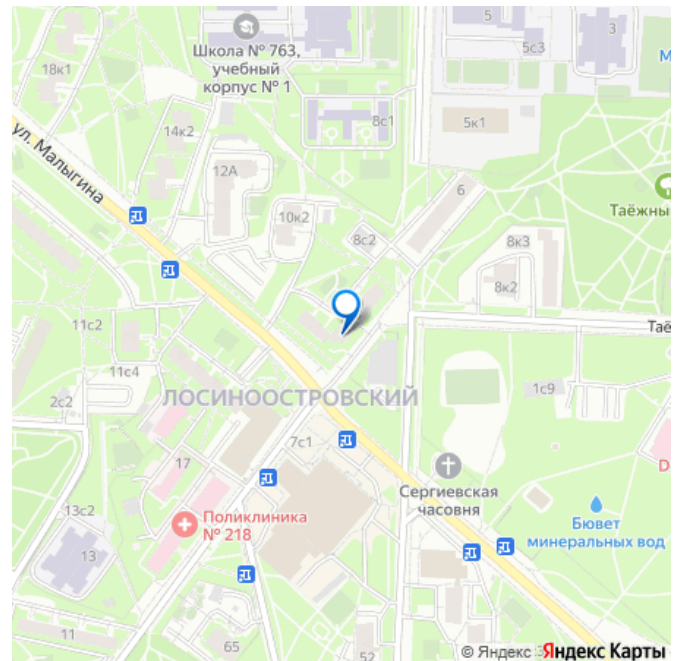 5
3
5с3
Школа № 763,
учебный
корпус № 1
М
18к1
8с1
5к1
14к2
ул. Малыгина
12А
6
Таёжны
10к2
8с2
8к3
8к2
Таё
11с2
11с4
1с9
2с2
ЛОСИНООСТРОВСКИЙ
7с1
17
Сергиевская
часовня
13с2
Поликлиника
№ 218
Бювет
минеральных вод
13
11
65
52
© Яндекс Яндекс Карты